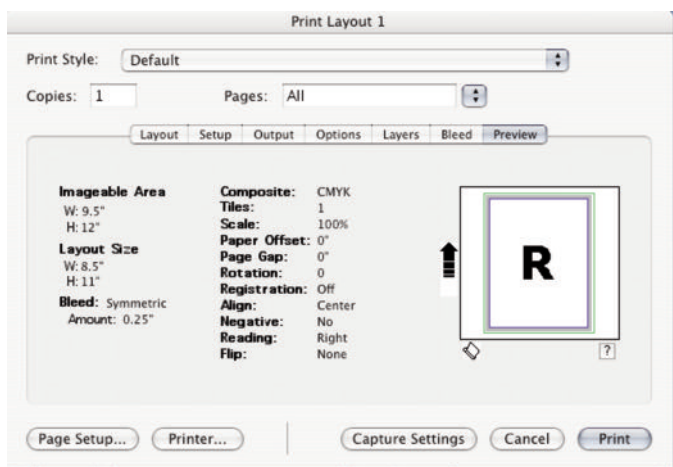 Print Layout 1
Print Style: Default
Copies: 1 Pages: All
Layout Setup Output Options Layers Bleed Preview
Imageable Area
W: 9.5"
H: 12"
Layout Size
W: 8.5"
H: 11"
Bleed: Symmetric
Amount: 0.25"
Composite: CMYK
Tiles: 1
Scale: 100%
Paper Offset: 0"
Page Gap: 0"
Rotation: 0
Registration: Off
Align: Center
Negative: No
Reading: Right
Flip: None
R
?
Page Setup... Printer... Capture Settings Cancel Print